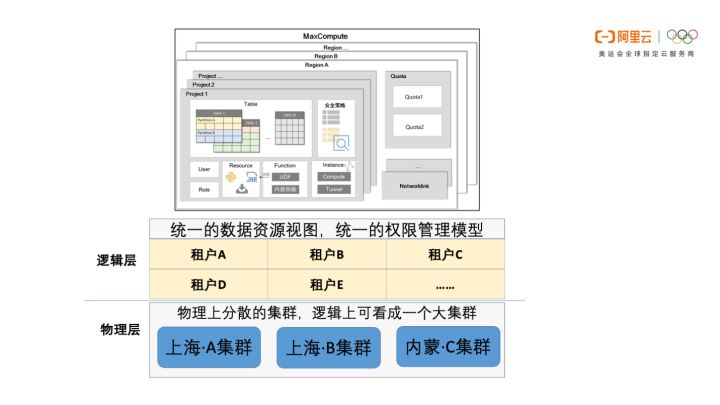 阿里云
奥运会全球指定云服务商
MaxCompute
Region ...
Region B
Region A
Project ...
Project 2
Project 1
Table
Table 1
Partition A
Partition B
Table 2
...
Table N
安全策略
User
Role
Resource
JAR
Function
UDF
内建函数
Instance
Compute
Tunnel
Quota
Quota1
Quota2
...
Networklink
统一的数据资源视图，统一的权限管理模型
逻辑层
租户A
租户B
租户C
租户D
租户E
......
物理上分散的集群，逻辑上可看成一个大集群
物理层
上海·A集群
上海·B集群
内蒙·C集群